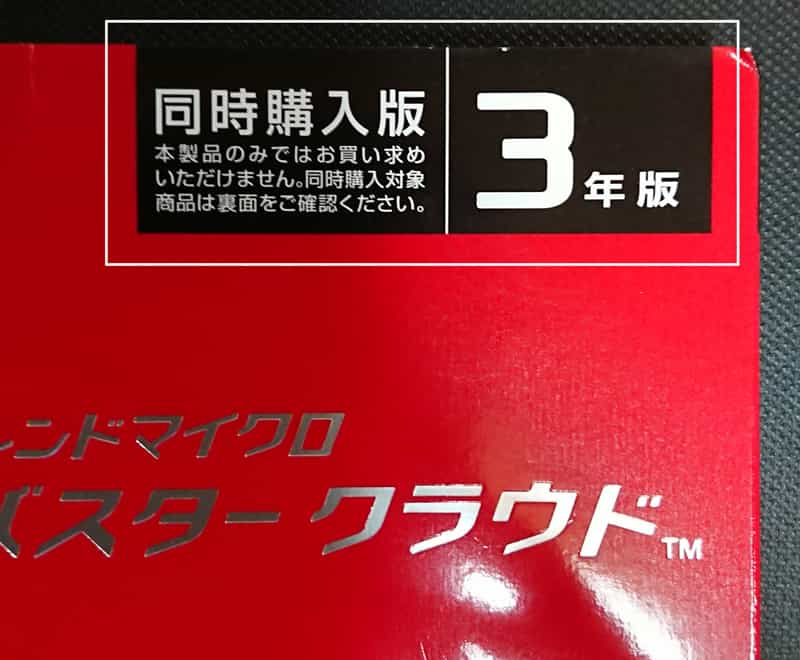 同時購入版
本製品のみではお買い求め
いただけません。同時購入対象
商品は裏面をご確認ください。
3年版
レンドマイクロ
バスター クラウド™